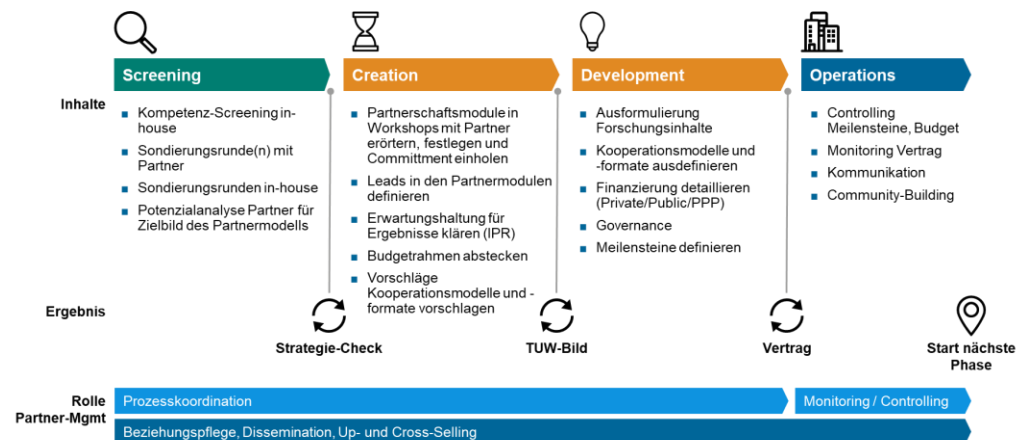 Screening
Creation
Development
Operations
Inhalte
Kompetenz-Screening in-
house
Sondierungsrunde(n) mit
Partner
Sondierungsrunden in-house
Potenzialanalyse Partner für
Zielbild des Partnermodells
Partnerschaftsmodule in
Workshops mit Partner
erörtern, festlegen und
Committment einholen
Leads in den Partnermodulen
definieren
Erwartungshaltung für
Ergebnisse klären (IPR)
Budgetrahmen abstecken
Vorschläge
Kooperationsmodelle und -
formate vorschlagen
Ausformulierung
Forschungsinhalte
Kooperationsmodelle und
-formate ausdefinieren
Finanzierung detaillieren
(Private/Public/PPP)
Governance
Meilensteine definieren
Controlling
Meilensteine, Budget
Monitoring Vertrag
Kommunikation
Community-Building
Ergebnis
Strategie-Check
TUW-Bild
Vertrag
Start nächste
Phase
Rolle
Partner-Mgmt
Prozesskoordination
Monitoring / Controlling
Beziehungspflege, Dissemination, Up- und Cross-Selling